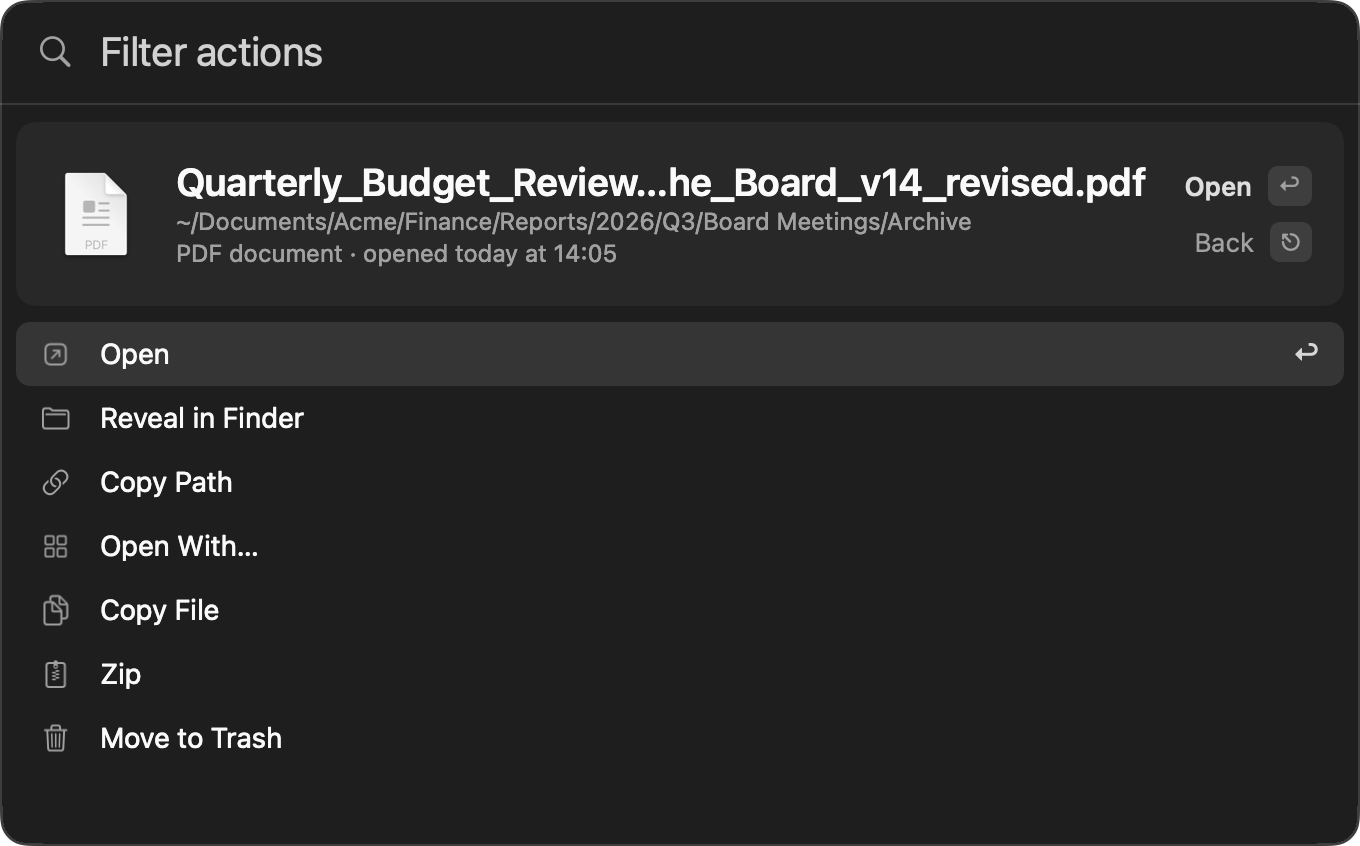 Filter actions
Quarterly_Budget_Review...he_Board_v14_revised.pdf
Open
~/Documents/Acme/Finance/Reports/2026/Q3/Board Meetings/Archive
PDF document · opened today at 14:05
Back
PDF
Open
Reveal in Finder
Copy Path
Open With...
Copy File
Zip
Move to Trash